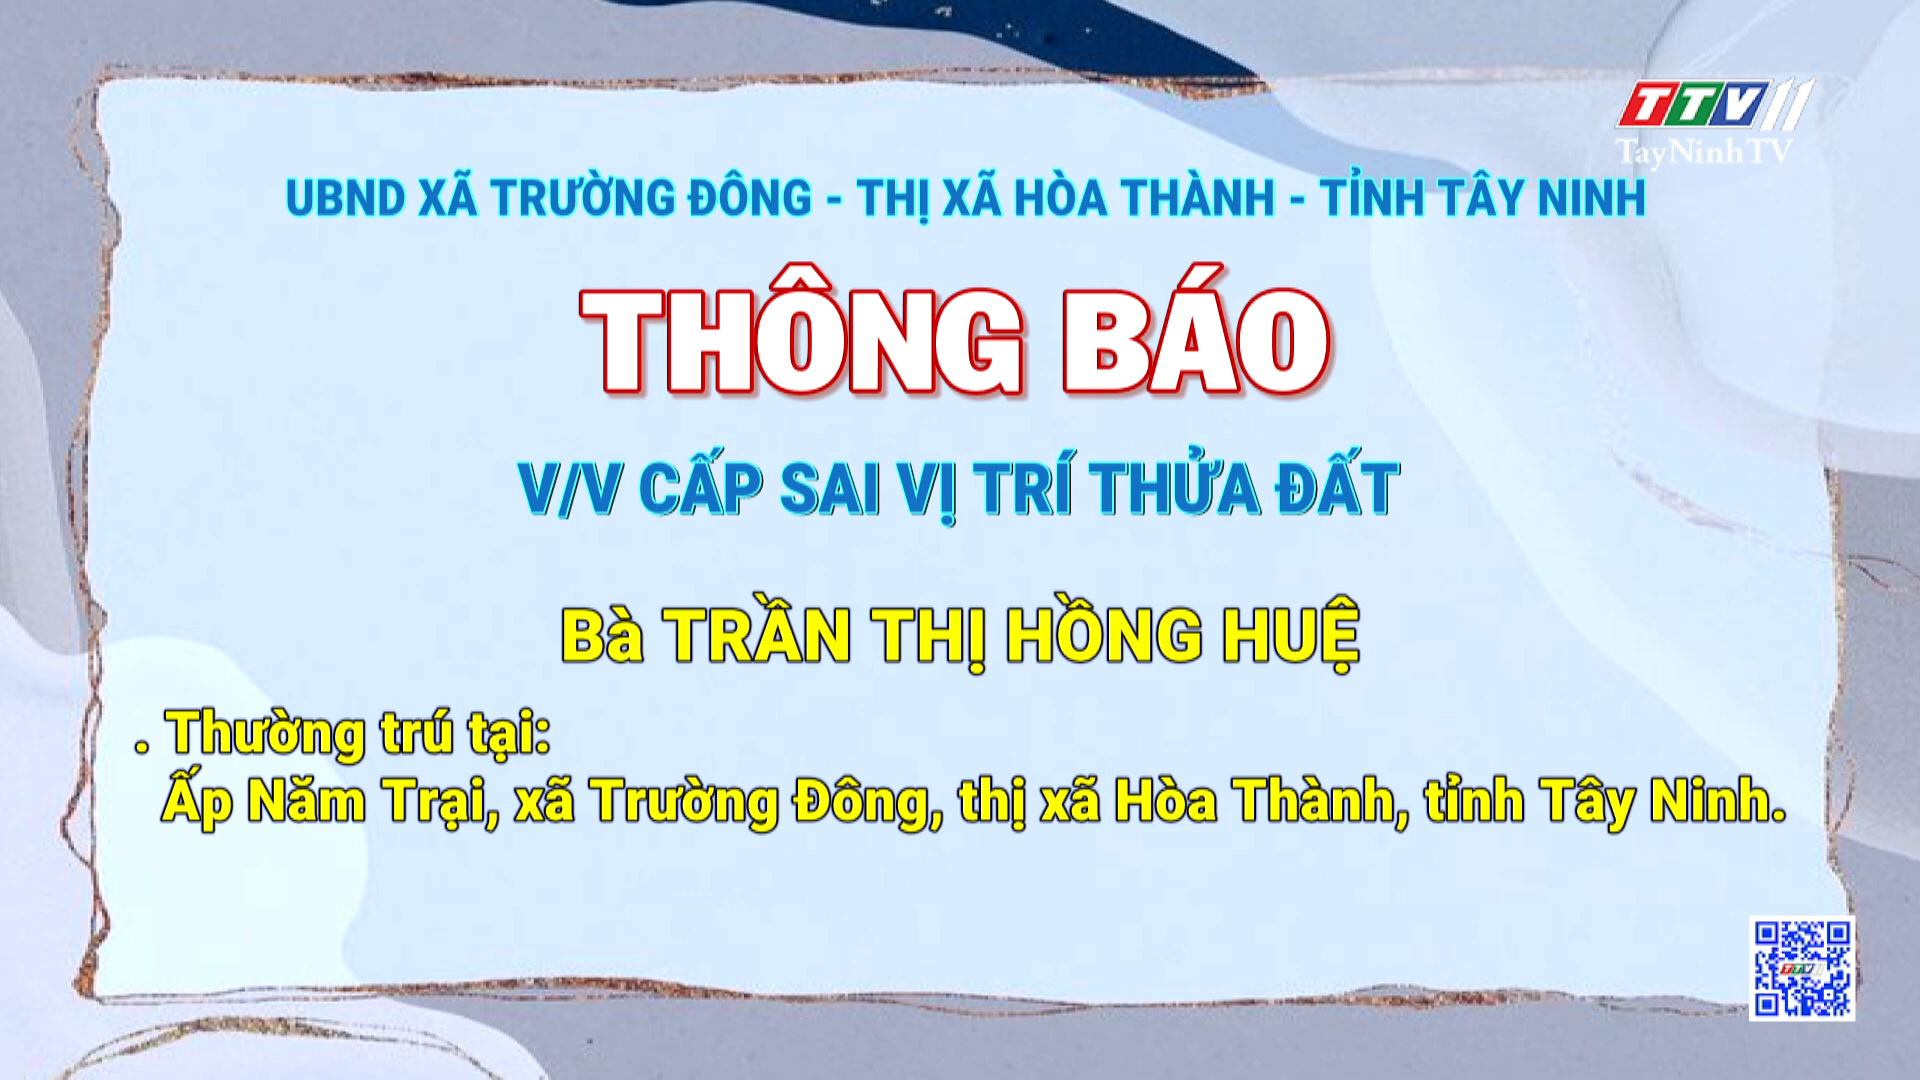 TTV11
TayNinhTV
UBND XÃ TRƯỜNG ĐÔNG - THỊ XÃ HÒA THÀNH - TỈNH TÂY NINH
THÔNG BÁO
V/V CẤP SAI VỊ TRÍ THỬA ĐẤT
Bà TRẦN THỊ HỒNG HUỆ
. Thường trú tại:
Ấp Năm Trại, xã Trường Đông, thị xã Hòa Thành, tỉnh Tây Ninh.
TTV11